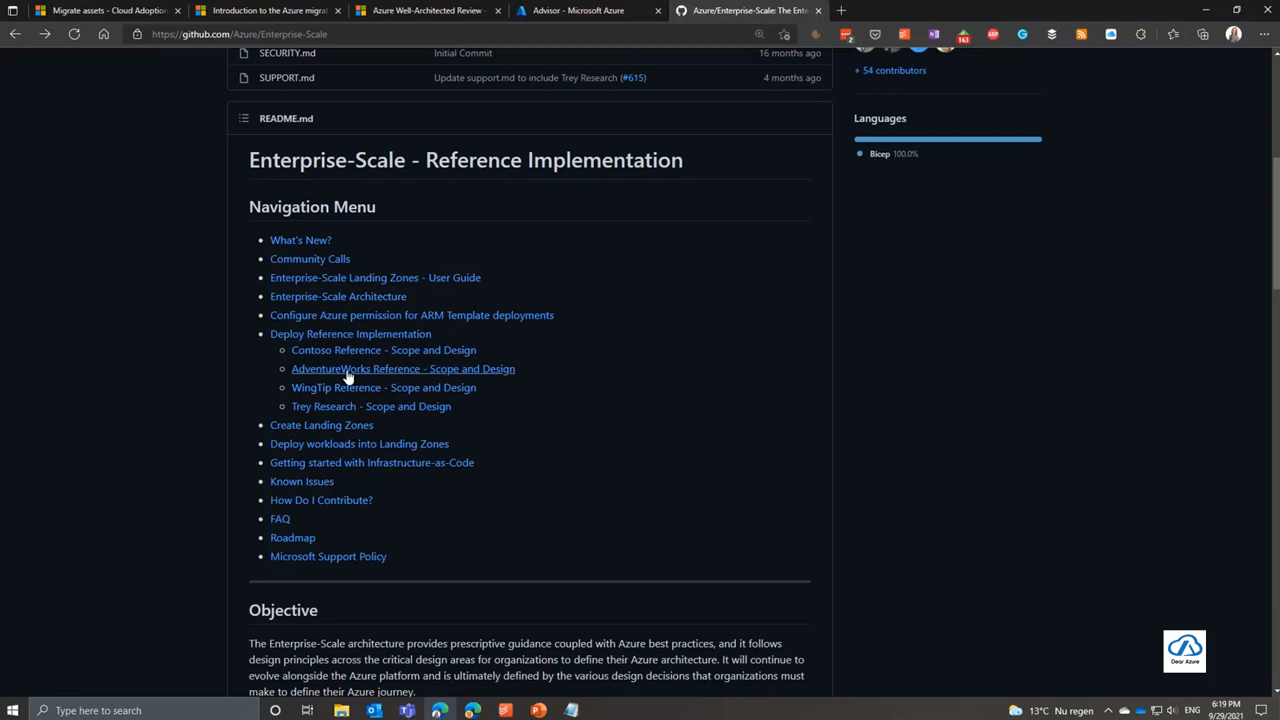 Migrate assets - Cloud Adoption
Introduction to the Azure migrat
Azure Well-Architected Review -
Advisor - Microsoft Azure
Azure/Enterprise-Scale: The Ente
https://github.com/Azure/Enterprise-Scale
SECURITY.md Initial Commit 16 months ago
SUPPORT.md Update support.md to include Trey Research (#615) 4 months ago
+ 54 contributors
Languages
Bicep 100.0%
README.md
Enterprise-Scale - Reference Implementation
Navigation Menu
What's New?
Community Calls
Enterprise-Scale Landing Zones - User Guide
Enterprise-Scale Architecture
Configure Azure permission for ARM Template deployments
Deploy Reference Implementation
Contoso Reference - Scope and Design
AdventureWorks Reference - Scope and Design
WingTip Reference - Scope and Design
Trey Research - Scope and Design
Create Landing Zones
Deploy workloads into Landing Zones
Getting started with Infrastructure-as-Code
Known Issues
How Do I Contribute?
FAQ
Roadmap
Microsoft Support Policy
Objective
The Enterprise-Scale architecture provides prescriptive guidance coupled with Azure best practices, and it follows
design principles across the critical design areas for organizations to define their Azure architecture. It will continue to
evolve alongside the Azure platform and is ultimately defined by the various design decisions that organizations must
make to define their Azure journey.
Dear Azure
Type here to search
13°C Nu regen
ENG
6:19 PM
9/29/2021